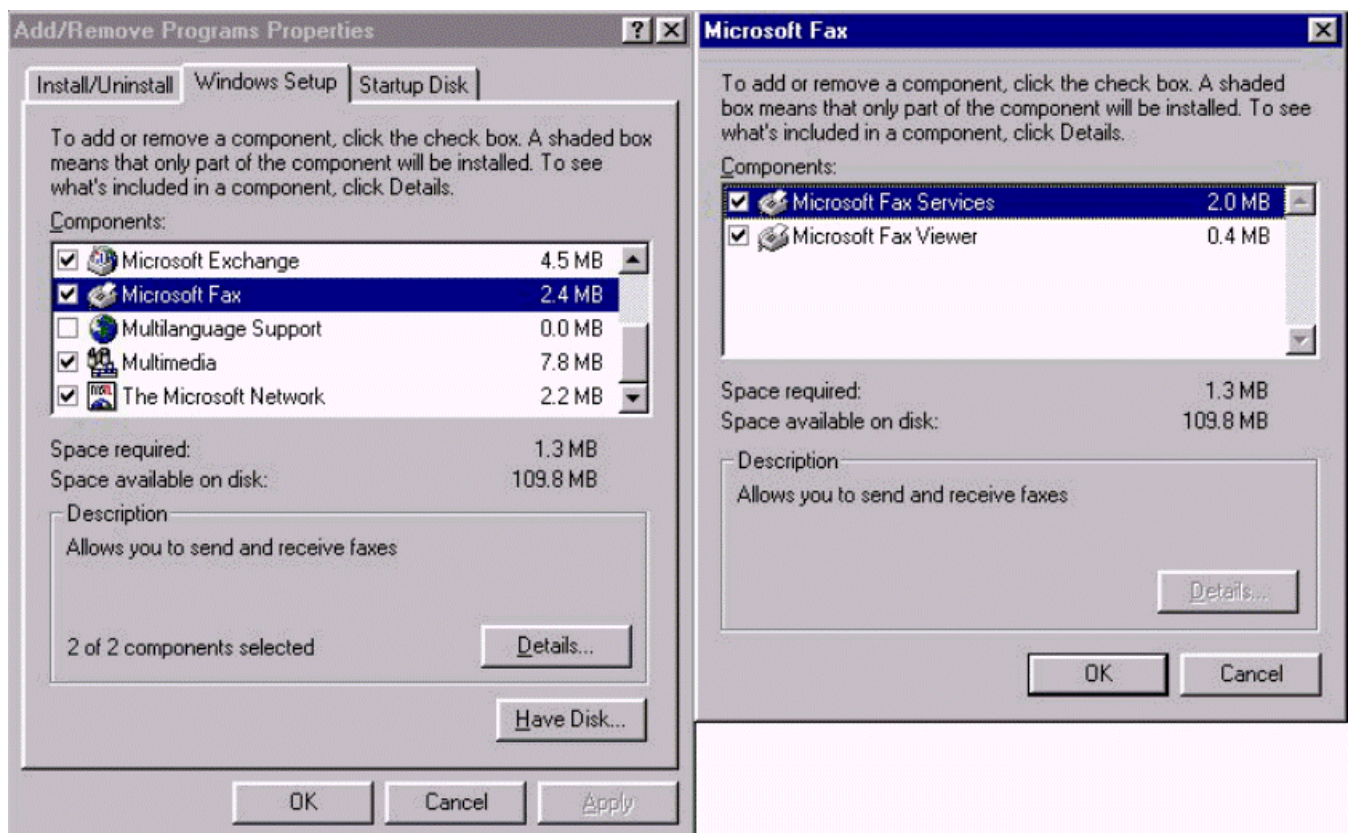 Add/Remove Programs Properties
Install/Uninstall
Windows Setup
Startup Disk
To add or remove a component, click the check box. A shaded box
means that only part of the component will be installed. To see
what's included in a component, click Details.
Components:
Microsoft Exchange 4.5 MB
Microsoft Fax 2.4 MB
Multilanguage Support 0.0 MB
Multimedia 7.8 MB
The Microsoft Network 2.2 MB
Space required: 1.3 MB
Space available on disk: 109.8 MB
Description
Allows you to send and receive faxes
2 of 2 components selected
Details...
Have Disk...
OK
Cancel
Apply
Microsoft Fax
To add or remove a component, click the check box. A shaded
box means that only part of the component will be installed. To see
what's included in a component, click Details.
Components:
Microsoft Fax Services 2.0 MB
Microsoft Fax Viewer 0.4 MB
Space required: 1.3 MB
Space available on disk: 109.8 MB
Description
Allows you to send and receive faxes
Details...
OK
Cancel